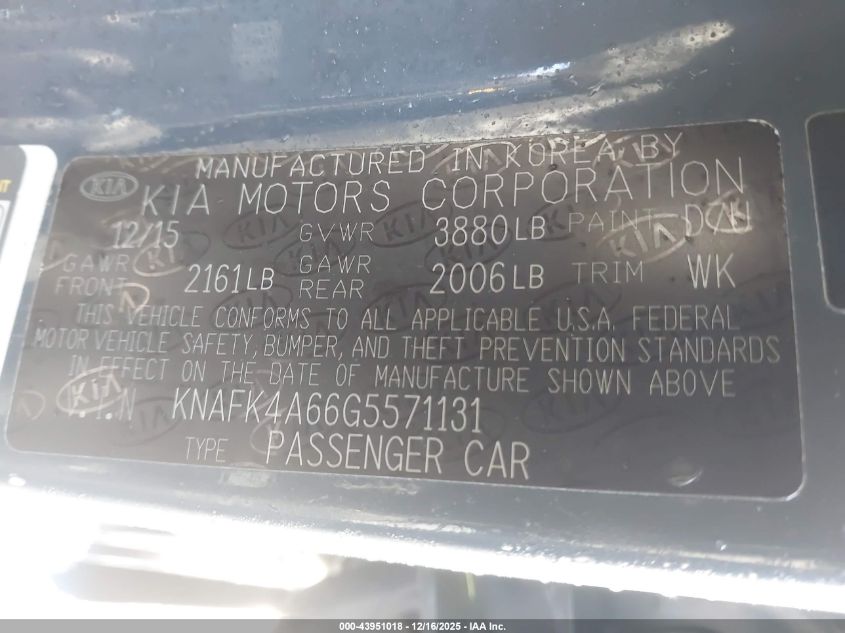 MANUFACTURED IN KOREA BY
KIA KIA MOTORS CORPORATION
12/15 GVWR 3880LB PAINT
GAWR FRONT 2161LB GAWR REAR 2006LB TRIM WK
THIS VEHICLE CONFORMS TO ALL APPLICABLE U.S.A. FEDERAL
MOTOR VEHICLE SAFETY, BUMPER, AND THEFT PREVENTION STANDARDS
IN EFFECT ON THE DATE OF MANUFACTURE SHOWN ABOVE
V.I.N KNAFK4A66G5571131
TYPE PASSENGER CAR
000-43951018 - 12/16/2025 - IAA Inc.